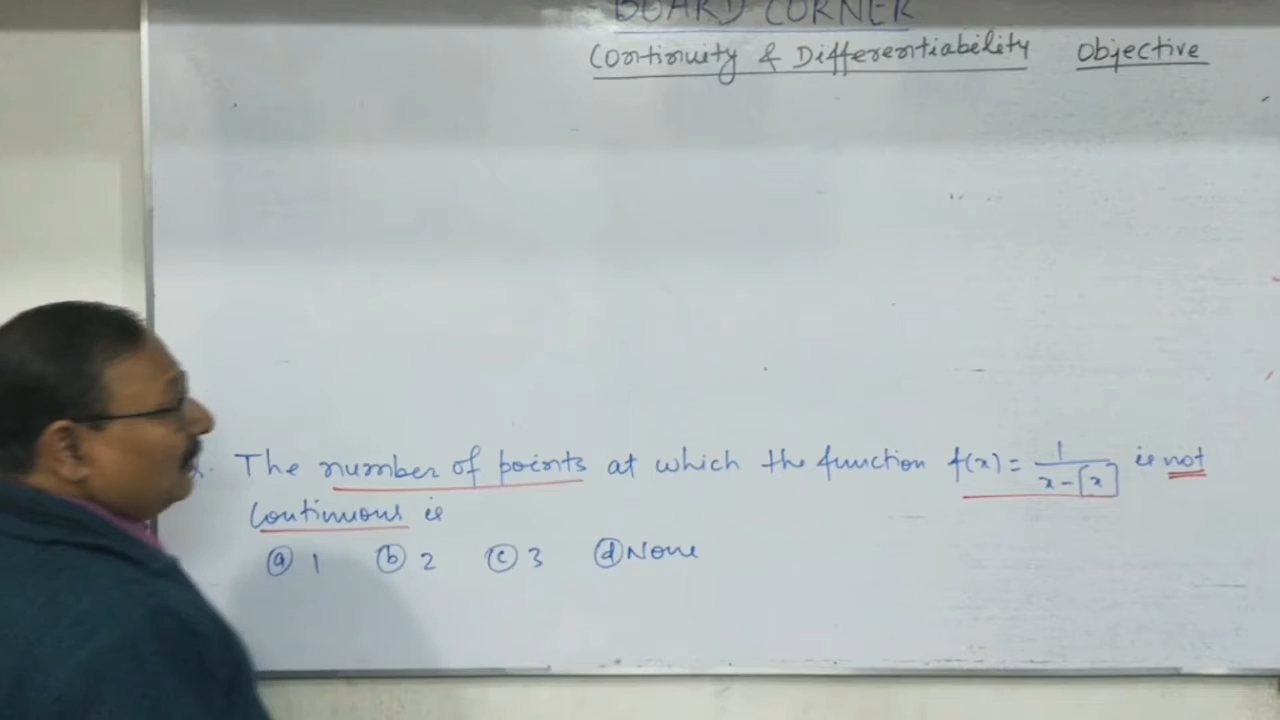 BOARD CORNER
Continuity & Differentiability Objective
The number of points at which the function f(x) = 1/(x-[x]) is not
continuous is
(a) 1 (b) 2 (c) 3 (d) None